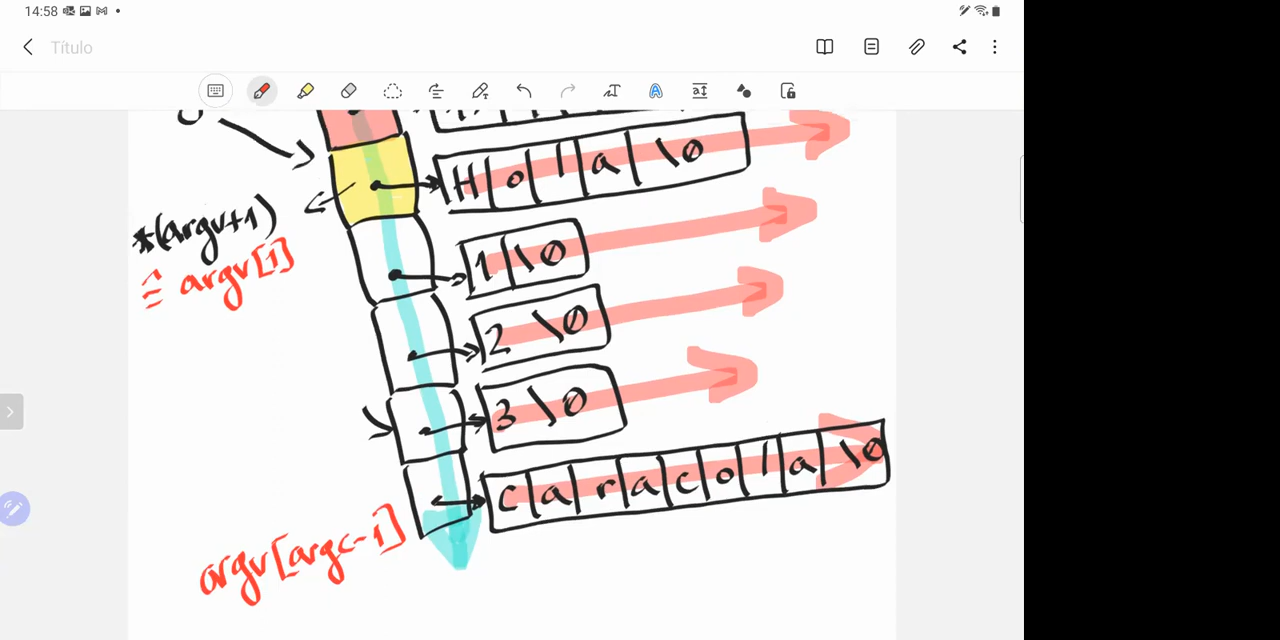 14:58
Título
H o l a \0
*(argv+1)
≙ argv[1]
1 \0
2 \0
3 \0
C a r a c o l a \0
argv[argc-1]